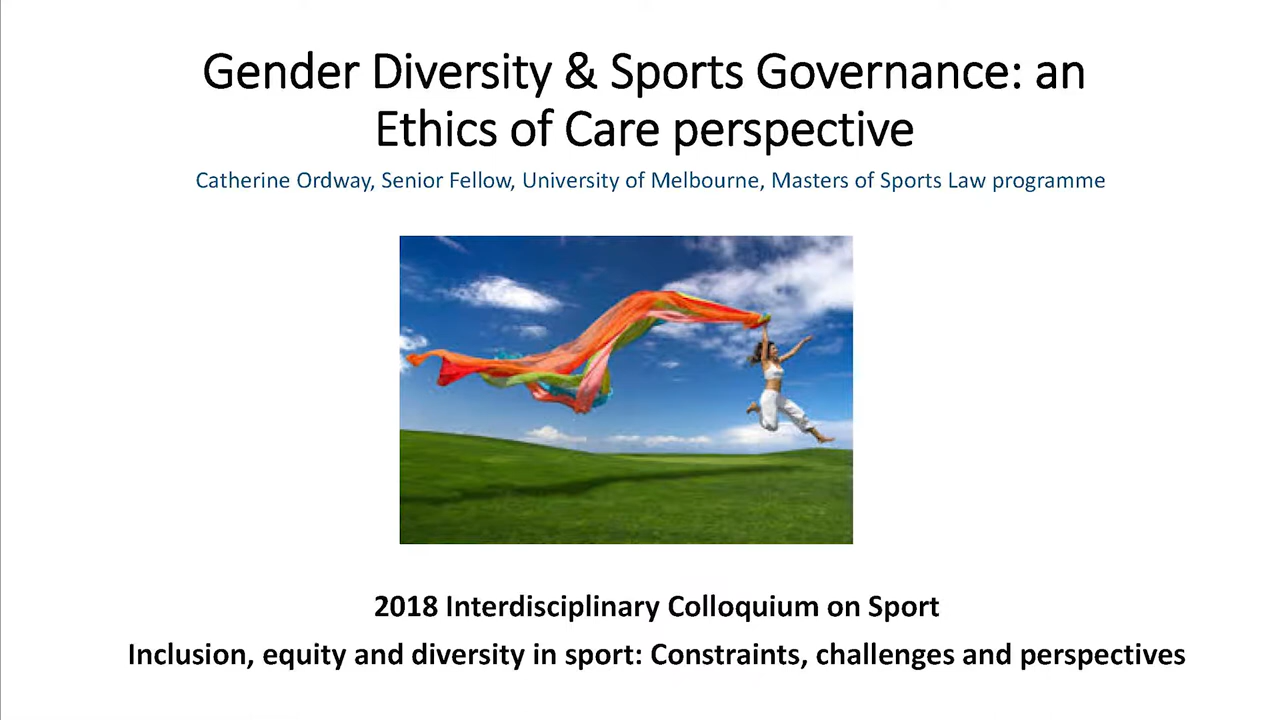 Gender Diversity & Sports Governance: an
Ethics of Care perspective
Catherine Ordway, Senior Fellow, University of Melbourne, Masters of Sports Law programme
2018 Interdisciplinary Colloquium on Sport
Inclusion, equity and diversity in sport: Constraints, challenges and perspectives